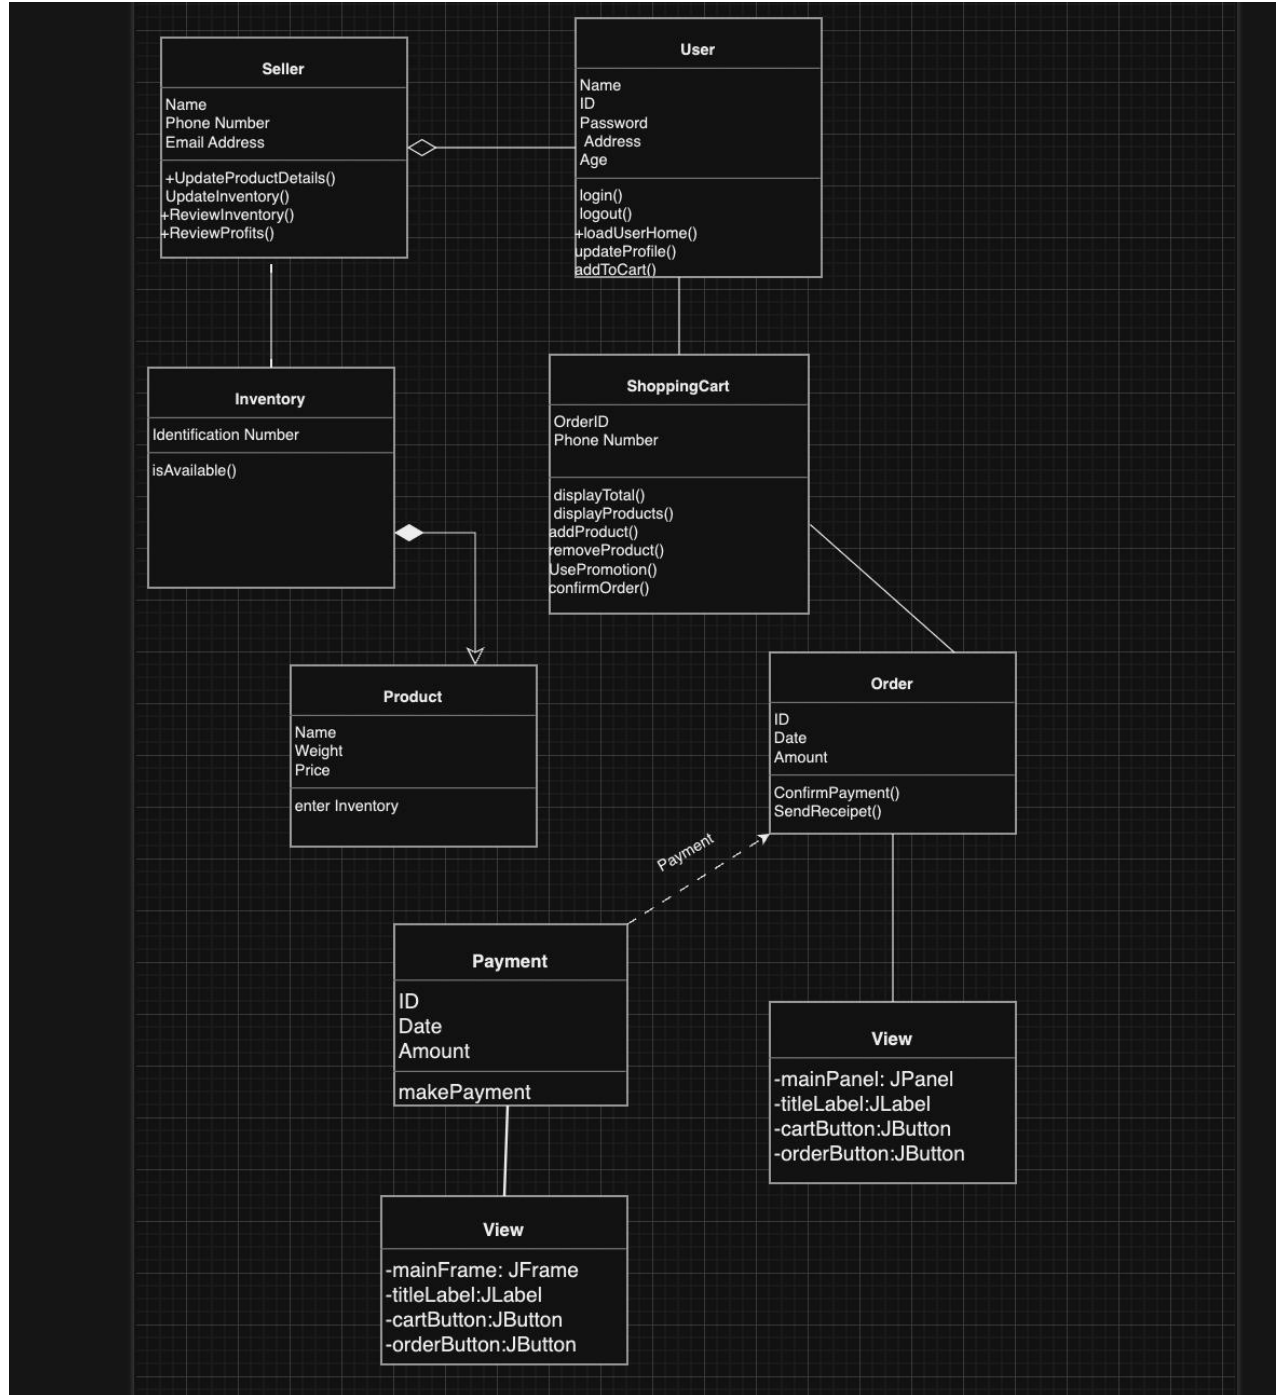 Seller
Name
Phone Number
Email Address
+UpdateProductDetails()
UpdateInventory()
+ReviewInventory()
+ReviewProfits()
User
Name
ID
Password
Address
Age
login()
logout()
+loadUserHome()
updateProfile()
addToCart()
Inventory
Identification Number
isAvailable()
ShoppingCart
OrderID
Phone Number
displayTotal()
displayProducts()
addProduct()
removeProduct()
UsePromotion()
confirmOrder()
Product
Name
Weight
Price
enter Inventory
Order
ID
Date
Amount
ConfirmPayment()
SendReceipet()
Payment
Payment
ID
Date
Amount
makePayment
View
-mainPanel: JPanel
-titleLabel:JLabel
-cartButton:JButton
-orderButton:JButton
View
-mainFrame: JFrame
-titleLabel:JLabel
-cartButton:JButton
-orderButton:JButton